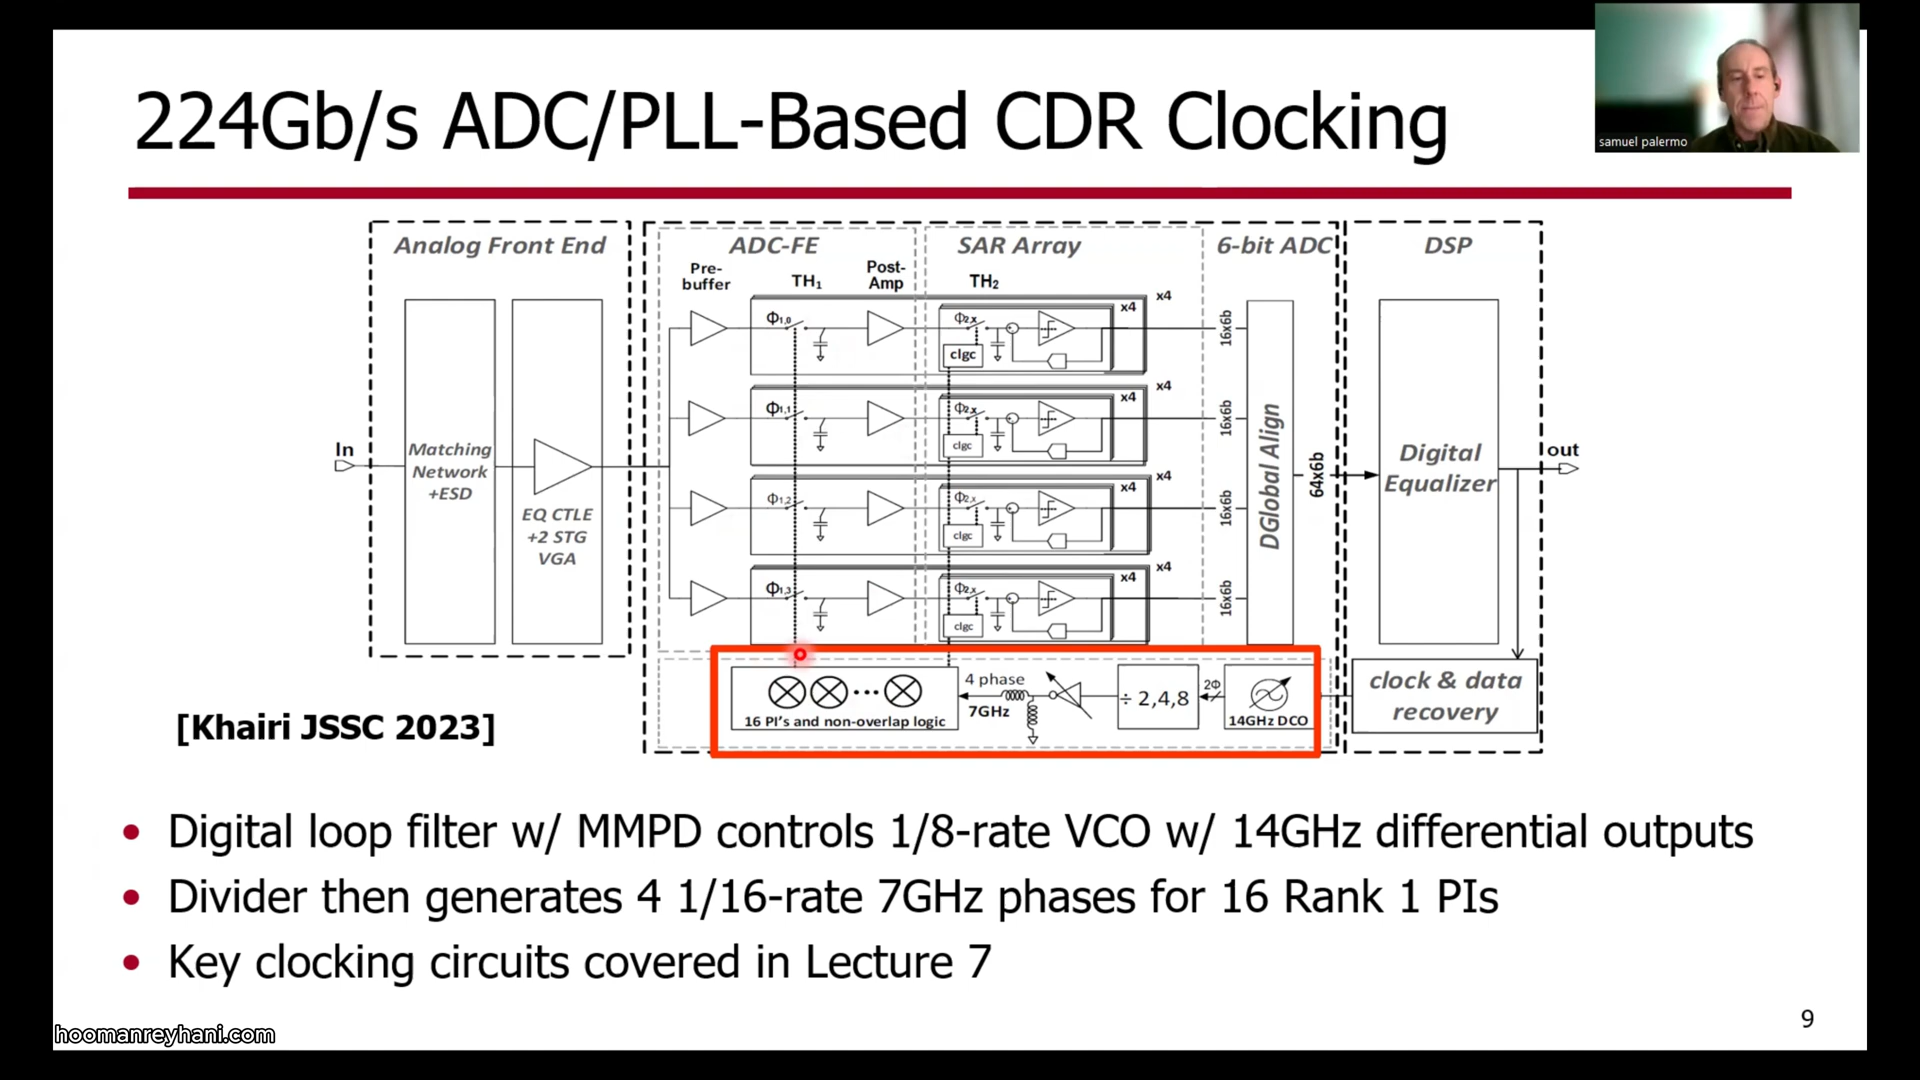 224Gb/s ADC/PLL-Based CDR Clocking
samuel palermo
Analog Front End
ADC-FE
SAR Array
6-bit ADC
DSP
Pre-
buffer
TH1
Post-
Amp
TH2
In
Matching
Network
+ESD
EQ CTLE
+2 STG
VGA
Φ1,0
Φ2,x
clgc
x4
x4
16x6b
Φ1,1
Φ2,x
clgc
x4
x4
16x6b
Φ1,2
Φ2,x
clgc
x4
x4
16x6b
Φ1,3
Φ2,x
clgc
x4
x4
16x6b
DGlobal Align
64x6b
Digital
Equalizer
out
16 PI's and non-overlap logic
4 phase
7GHz
÷ 2,4,8
2Φ
14GHz DCO
clock & data
recovery
[Khairi JSSC 2023]
• Digital loop filter w/ MMPD controls 1/8-rate VCO w/ 14GHz differential outputs
• Divider then generates 4 1/16-rate 7GHz phases for 16 Rank 1 PIs
• Key clocking circuits covered in Lecture 7
9
hoomanreyhani.com